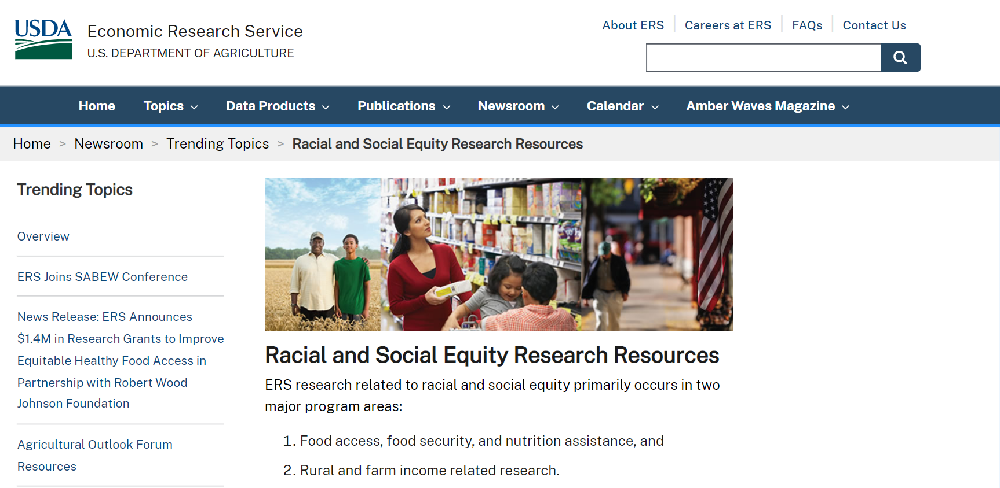 USDA
Economic Research Service
U.S. DEPARTMENT OF AGRICULTURE
About ERS
Careers at ERS
FAQs
Contact Us
Home
Topics
Data Products
Publications
Newsroom
Calendar
Amber Waves Magazine
Home > Newsroom > Trending Topics > Racial and Social Equity Research Resources
Trending Topics
Overview
ERS Joins SABEW Conference
News Release: ERS Announces
$1.4M in Research Grants to Improve
Equitable Healthy Food Access in
Partnership with Robert Wood
Johnson Foundation
Agricultural Outlook Forum
Resources
Racial and Social Equity Research Resources
ERS research related to racial and social equity primarily occurs in two
major program areas:
1. Food access, food security, and nutrition assistance, and
2. Rural and farm income related research.